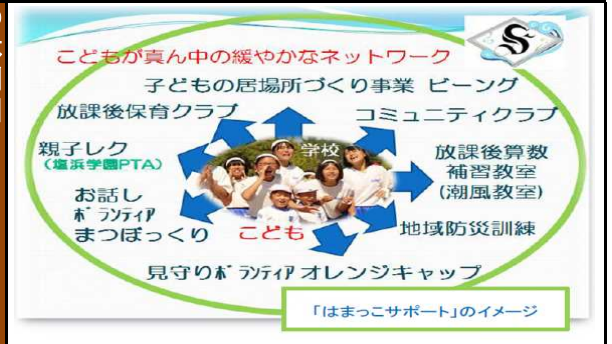 こどもが真ん中の緩やかなネットワーク
S
子どもの居場所づくり事業 ビーング
放課後保育クラブ
コミュニティクラブ
親子レク
(塩浜学園PTA)
学校
放課後算数
補習教室
(潮風教室)
お話し
ボランティア
まつぼっくり
こども
地域防災訓練
見守りボランティア オレンジキャップ
「はまっこサポート」のイメージ